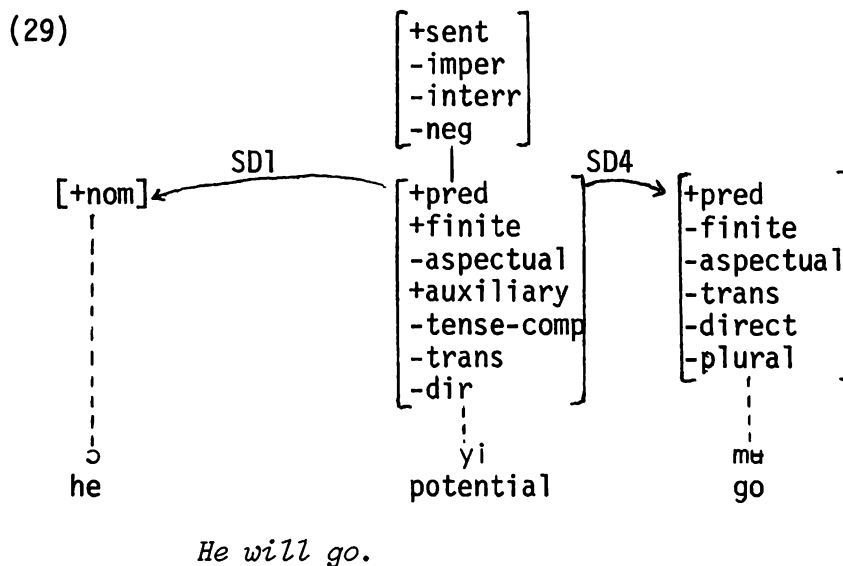 (29)
+sent
-imper
-interr
-neg
SD1
SD4
[+nom]
+pred
+finite
-aspectual
+auxiliary
-tense-comp
-trans
-dir
+pred
-finite
-aspectual
-trans
-direct
-plural
ɔ yi mʉ
he potential go
He will go.